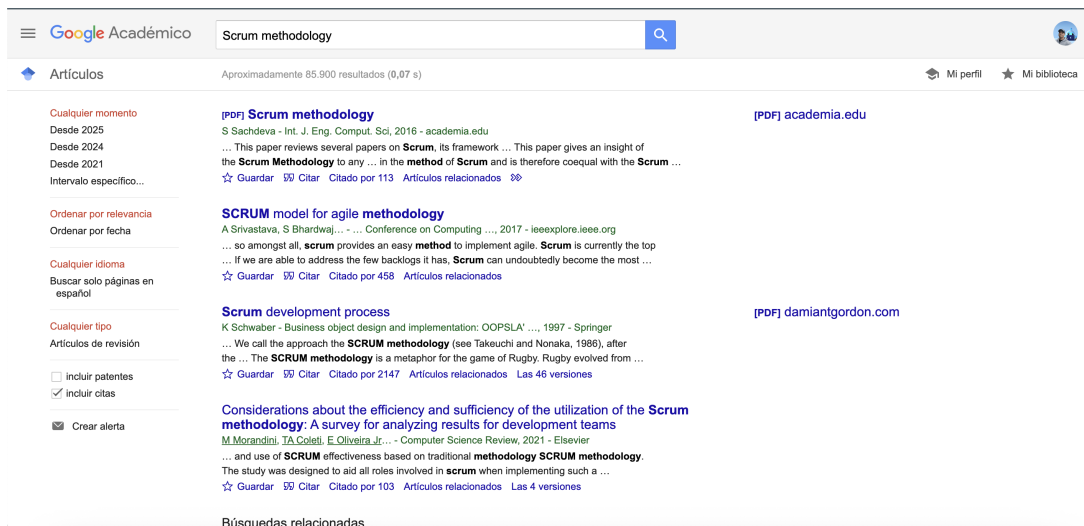 Google Académico
Scrum methodology
Artículos
Aproximadamente 85.900 resultados (0,07 s)
Mi perfil
Mi biblioteca
Cualquier momento
Desde 2025
Desde 2024
Desde 2021
Intervalo específico...
Ordenar por relevancia
Ordenar por fecha
Cualquier idioma
Buscar solo páginas en
español
Cualquier tipo
Artículos de revisión
incluir patentes
incluir citas
Crear alerta
[PDF] Scrum methodology
S Sachdeva - Int. J. Eng. Comput. Sci, 2016 - academia.edu
… This paper reviews several papers on Scrum, its framework … This paper gives an insight of
the Scrum Methodology to any … in the method of Scrum and is therefore coequal with the Scrum …
Guardar Citar Citado por 113 Artículos relacionados
[PDF] academia.edu
SCRUM model for agile methodology
A Srivastava, S Bhardwaj… - … Conference on Computing …, 2017 - ieeexplore.ieee.org
… so amongst all, scrum provides an easy method to implement agile. Scrum is currently the top
… If we are able to address the few backlogs it has, Scrum can undoubtedly become the most …
Guardar Citar Citado por 458 Artículos relacionados
Scrum development process
K Schwaber - Business object design and implementation: OOPSLA' …, 1997 - Springer
… We call the approach the SCRUM methodology (see Takeuchi and Nonaka, 1986), after
the … The SCRUM methodology is a metaphor for the game of Rugby. Rugby evolved from …
Guardar Citar Citado por 2147 Artículos relacionados Las 46 versiones
[PDF] damiantgordon.com
Considerations about the efficiency and sufficiency of the utilization of the Scrum
methodology: A survey for analyzing results for development teams
M Morandini, TA Coleti, E Oliveira Jr… - Computer Science Review, 2021 - Elsevier
… and use of SCRUM effectiveness based on traditional methodology SCRUM methodology.
The study was designed to aid all roles involved in scrum when implementing such a …
Guardar Citar Citado por 103 Artículos relacionados Las 4 versiones
Búsquedas relacionadas